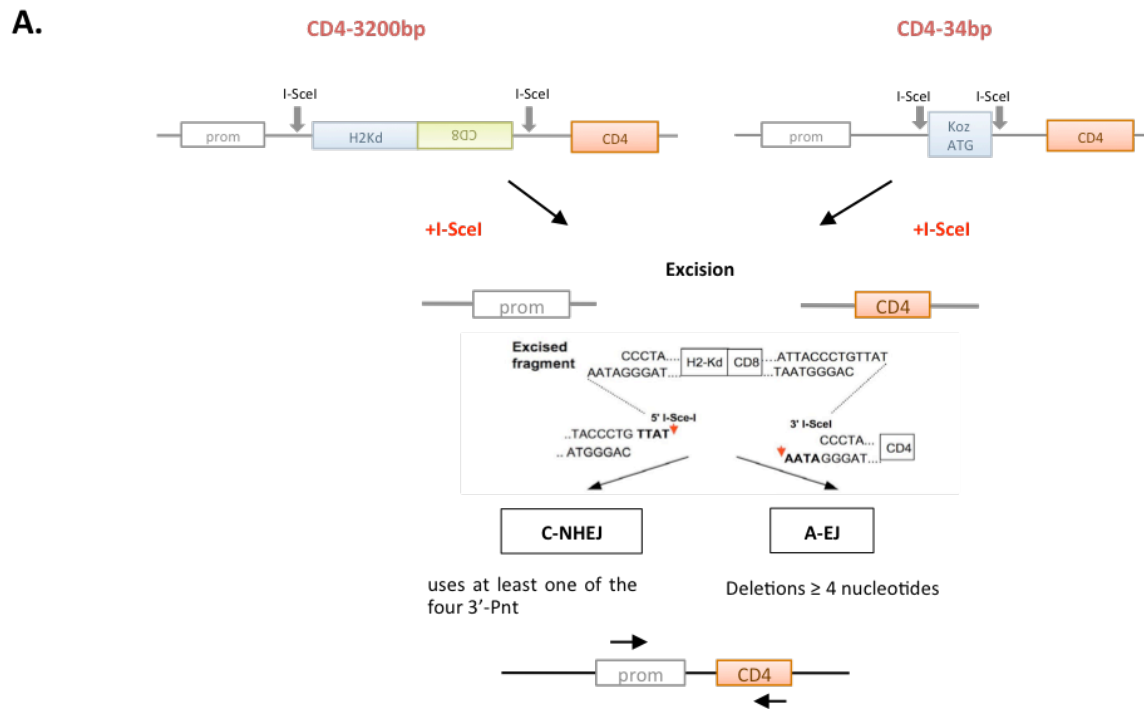 A.
CD4-3200bp
CD4-34bp
I-SceI
I-SceI
I-SceI
I-SceI
prom
H2Kd
CD8
CD4
prom
Koz
ATG
CD4
+I-SceI
+I-SceI
Excision
prom
CD4
Excised
fragment
CCCTA....
H2-Kd
CD8
....ATTACCCTGTTAT
AATAGGGAT....
...TAATGGGAC
5' I-Sce-I
3' I-SceI
..TACCCTG TTAT
.. ATGGGAC
CCCTA...
AATAGGGAT....
CD4
C-NHEJ
A-EJ
uses at least one of the
four 3'-Pnt
Deletions ≥ 4 nucleotides
prom
CD4